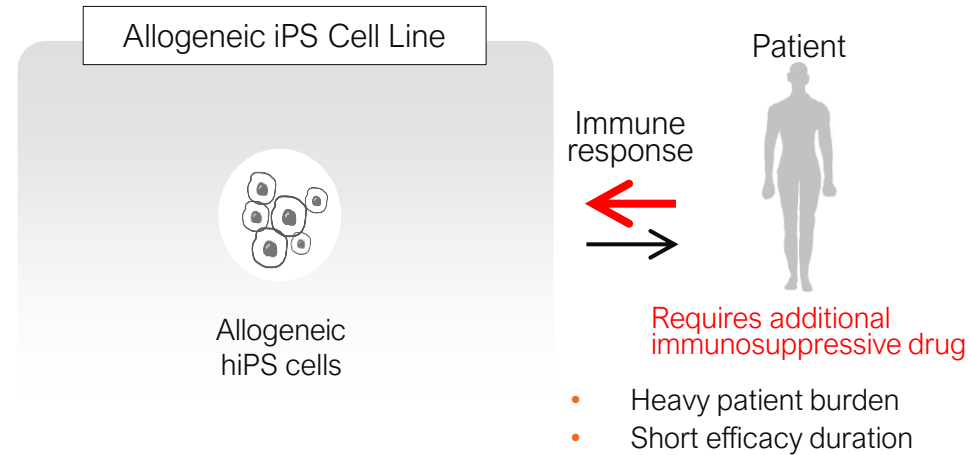 Allogeneic iPS Cell Line
Patient
Immune
response
Allogeneic
hiPS cells
Requires additional
immunosuppressive drug
• Heavy patient burden
• Short efficacy duration